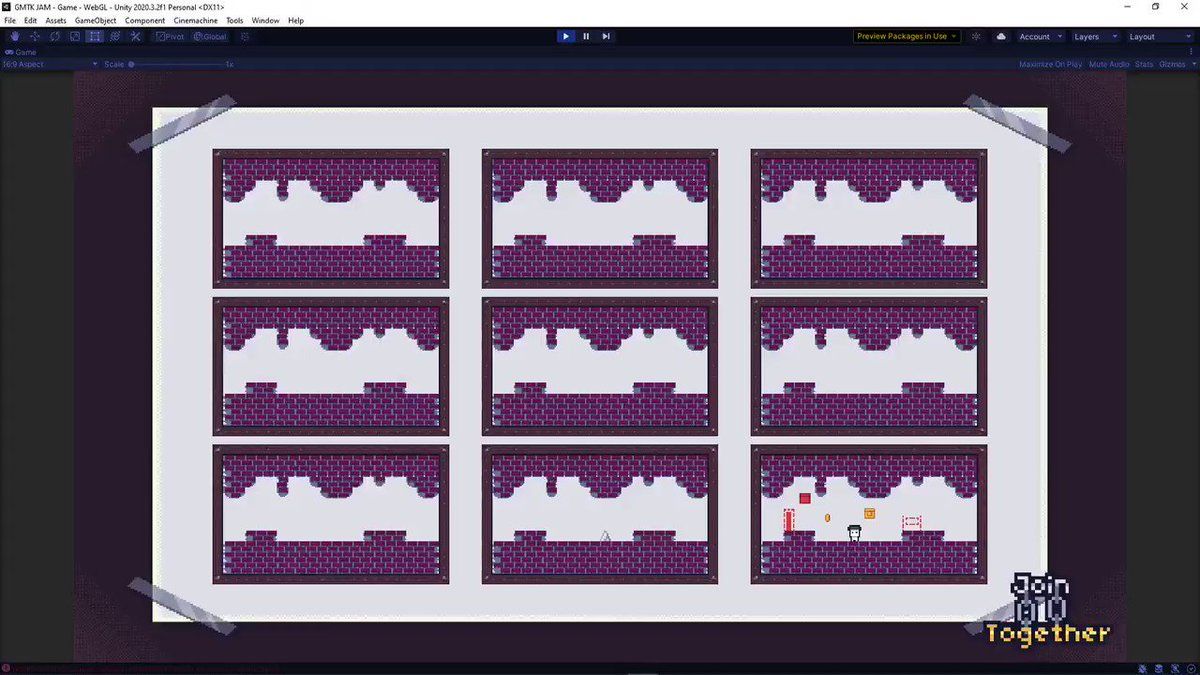 GMTK JAM - Game - WebGL - Unity 2020.3.2f1 Personal <DX11>
File Edit Assets GameObject Component Cinemachine Tools Window Help
Pivot Global Preview Packages in Use Account Layers Layout
Game
16:9 Aspect Scale 1x Maximize On Play Mute Audio Stats Gizmos
Join
Together